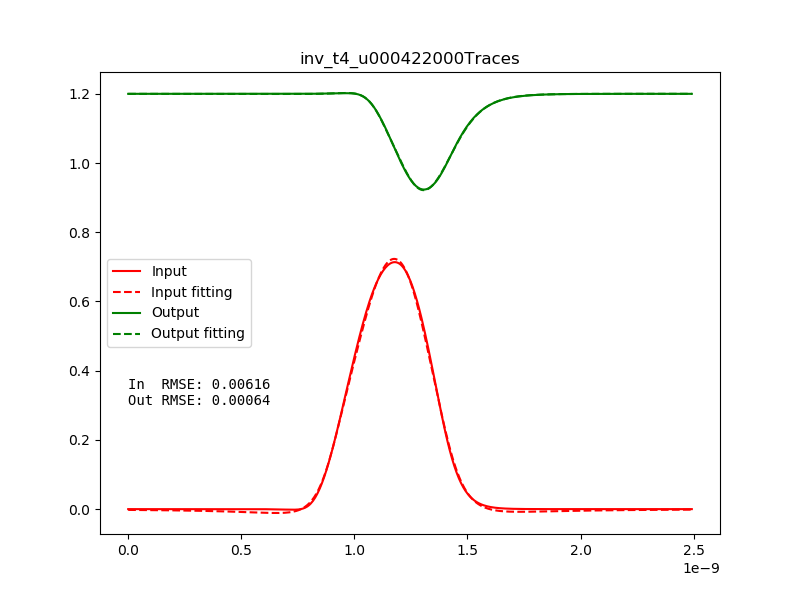 inv_t4_u000422000Traces
1.2
1.0
0.8
0.6
0.4
0.2
0.0
Input
Input fitting
Output
Output fitting
In  RMSE: 0.00616
Out RMSE: 0.00064
0.0
0.5
1.0
1.5
2.0
2.5
1e−9